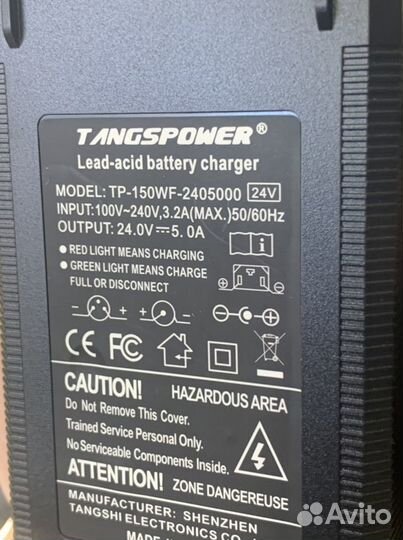 TANGSPOWER®
Lead-acid battery charger
MODEL: TP-150WF-2405000 24V
INPUT:100V~240V,3.2A(MAX.)50/60Hz
OUTPUT: 24.0V⎓5.0A
● RED LIGHT MEANS CHARGING
● GREEN LIGHT MEANS CHARGE
FULL OR DISCONNECT
CE FC
CAUTION! HAZARDOUS AREA
Do Not Remove This Cover.
Trained Service Personal Only.
No Serviceable Components Inside.
ATTENTION! ZONE DANGEREUSE
MANUFACTURER: SHENZHEN
TANGSHI ELECTRONICS CO.
Avito